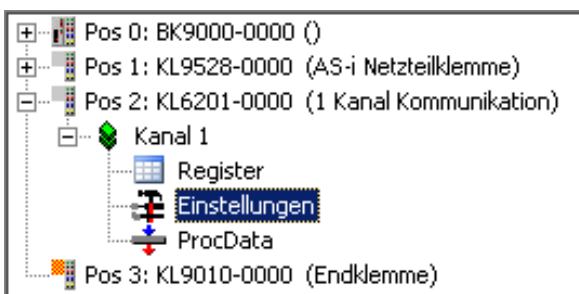 Pos 0: BK9000-0000 ()
Pos 1: KL9528-0000 (AS-i Netzteilklemme)
Pos 2: KL6201-0000 (1 Kanal Kommunikation)
Kanal 1
Register
Einstellungen
ProcData
Pos 3: KL9010-0000 (Endklemme)